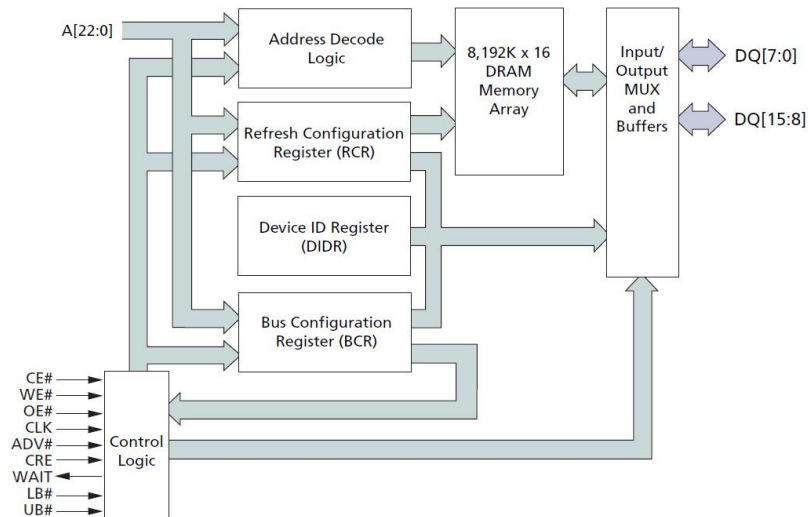 A[22:0]
Address Decode
Logic
8,192K x 16
DRAM
Memory
Array
Input/
Output
MUX
and
Buffers
DQ[7:0]
DQ[15:8]
Refresh Configuration
Register (RCR)
Device ID Register
(DIDR)
Bus Configuration
Register (BCR)
CE#
WE#
OE#
CLK
ADV#
CRE
WAIT
LB#
UB#
Control
Logic